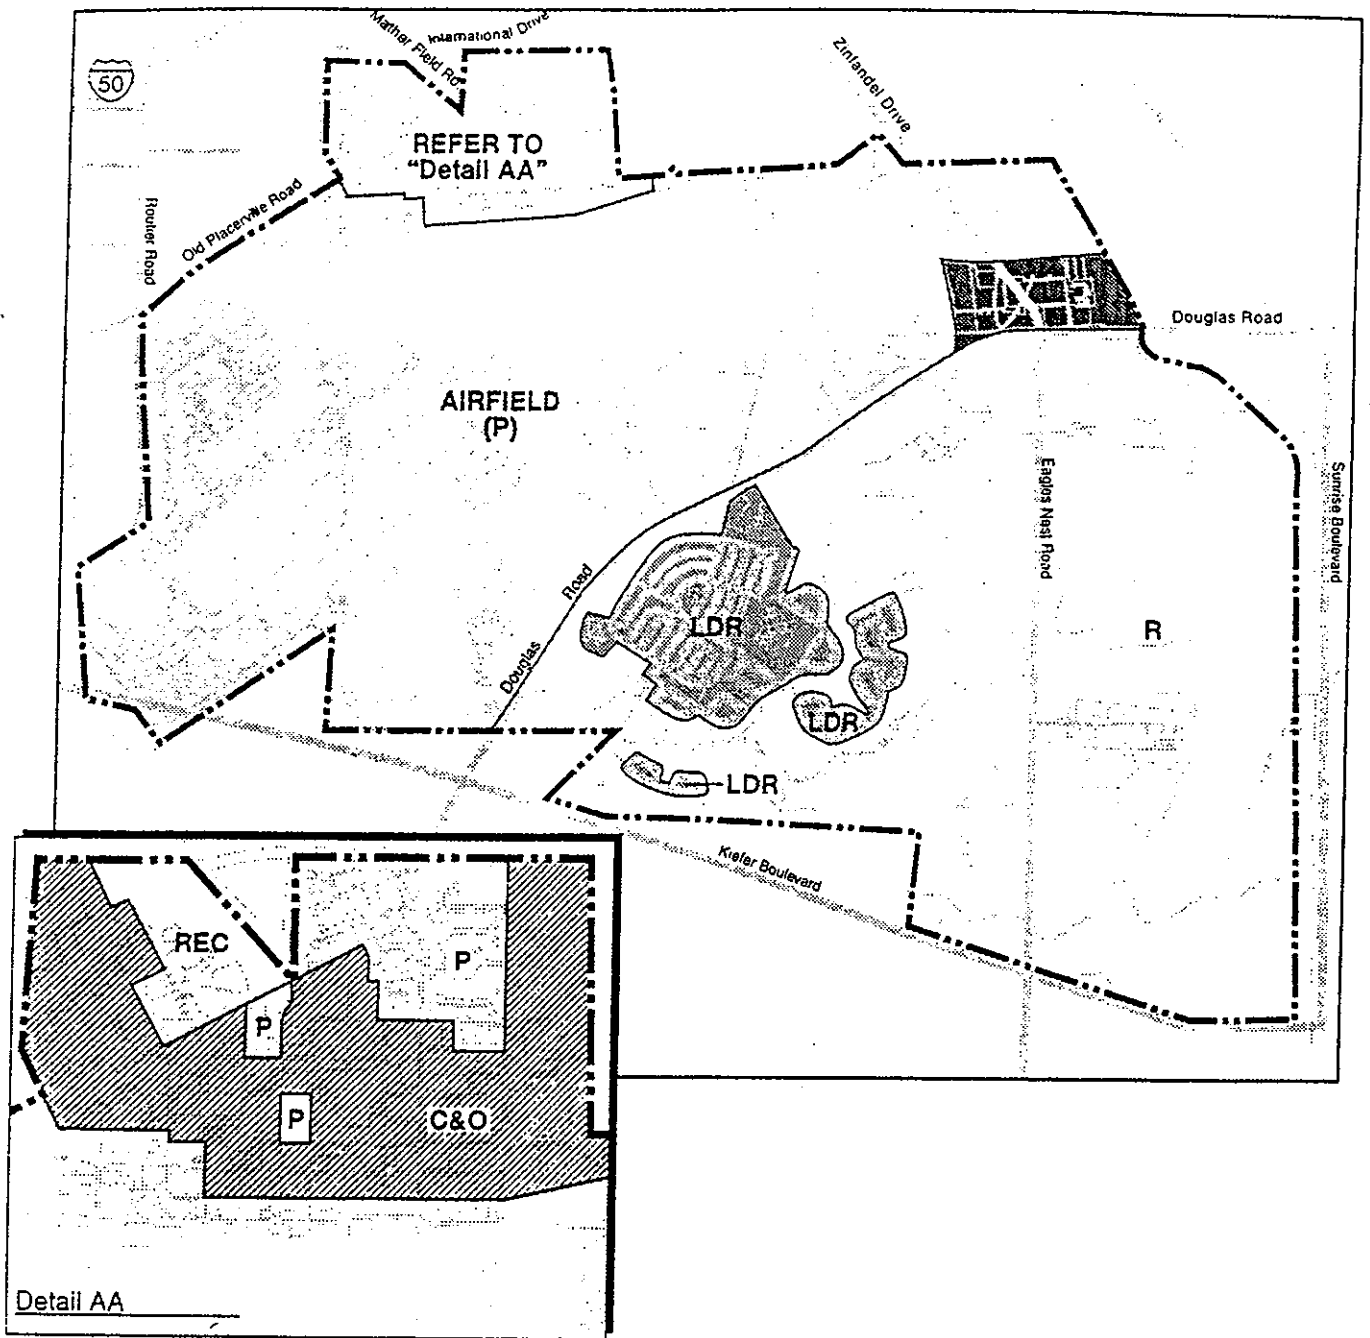 Mather Field Rd.
International Drive
Zinfandel Drive
50
REFER TO
"Detail AA"
Old Placerville Road
Router Road
Douglas Road
AIRFIELD
(P)
Eagles Nest Road
Sunrise Boulevard
Douglas Road
LDR
R
LDR
LDR
Kiefer Boulevard
REC
P
P
P
C&O
Detail AA